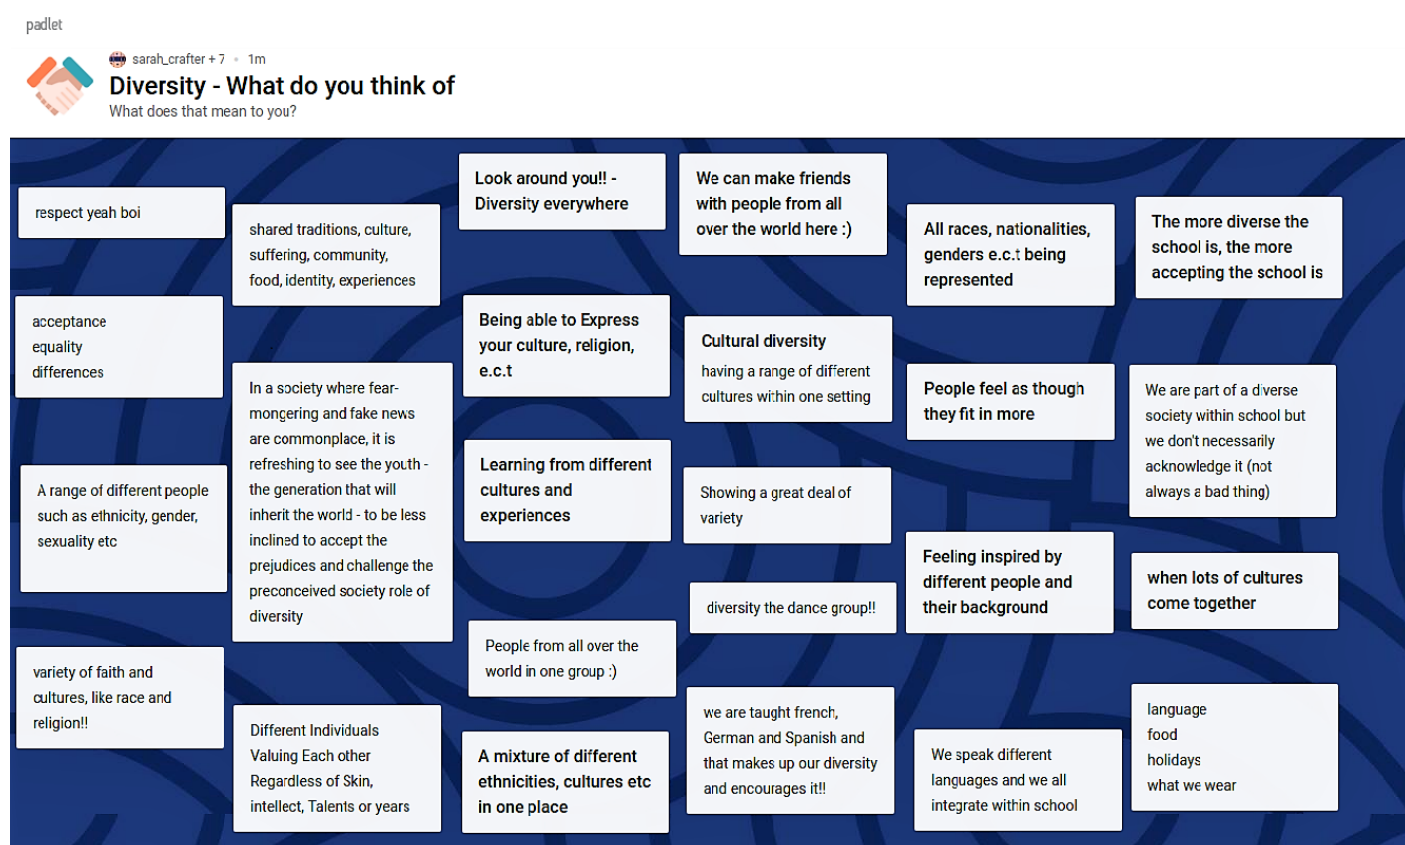 padlet
sarah_crafter + 7 • 1m
Diversity - What do you think of
What does that mean to you?
respect yeah boi
acceptance
equality
differences
A range of different people
such as ethnicity, gender,
sexuality etc
variety of faith and
cultures, like race and
religion!!
shared traditions, culture,
suffering, community,
food, identity, experiences
In a society where fear-
mongering and fake news
are commonplace, it is
refreshing to see the youth -
the generation that will
inherit the world - to be less
inclined to accept the
prejudices and challenge the
preconceived society role of
diversity
Different Individuals
Valuing Each other
Regardless of Skin,
intellect, Talents or years
Look around you!! -
Diversity everywhere
Being able to Express
your culture, religion,
e.c.t
Learning from different
cultures and
experiences
People from all over the
world in one group :)
A mixture of different
ethnicities, cultures etc
in one place
We can make friends
with people from all
over the world here :)
Cultural diversity
having a range of different
cultures within one setting
Showing a great deal of
variety
diversity the dance group!!
we are taught french,
German and Spanish and
that makes up our diversity
and encourages it!!
All races, nationalities,
genders e.c.t being
represented
People feel as though
they fit in more
Feeling inspired by
different people and
their background
We speak different
languages and we all
integrate within school
The more diverse the
school is, the more
accepting the school is
We are part of a diverse
society within school but
we don't necessarily
acknowledge it (not
always a bad thing)
when lots of cultures
come together
language
food
holidays
what we wear